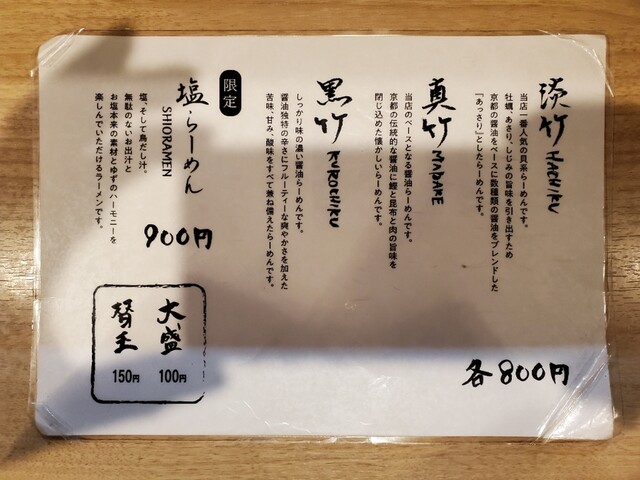 淡竹 HACHIKU
当店一番人気の貝系らーめんです。
牡蠣、あさり、しじみの旨味を引き出すため
京都の醤油をベースに数種類の醤油をブレンドした
「あっさり」としたらーめんです。
真竹 MADAKE
当店のベースとなる醤油らーめんです。
京都の伝統的な醤油に鰹と昆布と肉の旨味を
閉じ込めた懐かしいらーめんです。
黒竹 KUROCHIKU
しっかり味の濃い醤油らーめんです。
醤油独特の辛さにフルーティーな爽やかさを加えた
苦味、甘み、酸味をすべて兼ね備えたらーめんです。
各800円
限定
塩らーめん
SHIORAMEN
塩、そして鳥だし汁、
無駄のないお出汁と
お塩本来の素材とゆずのハーモニーを
楽しんでいただけるラーメンです。
900円
大盛 100円
替玉 150円